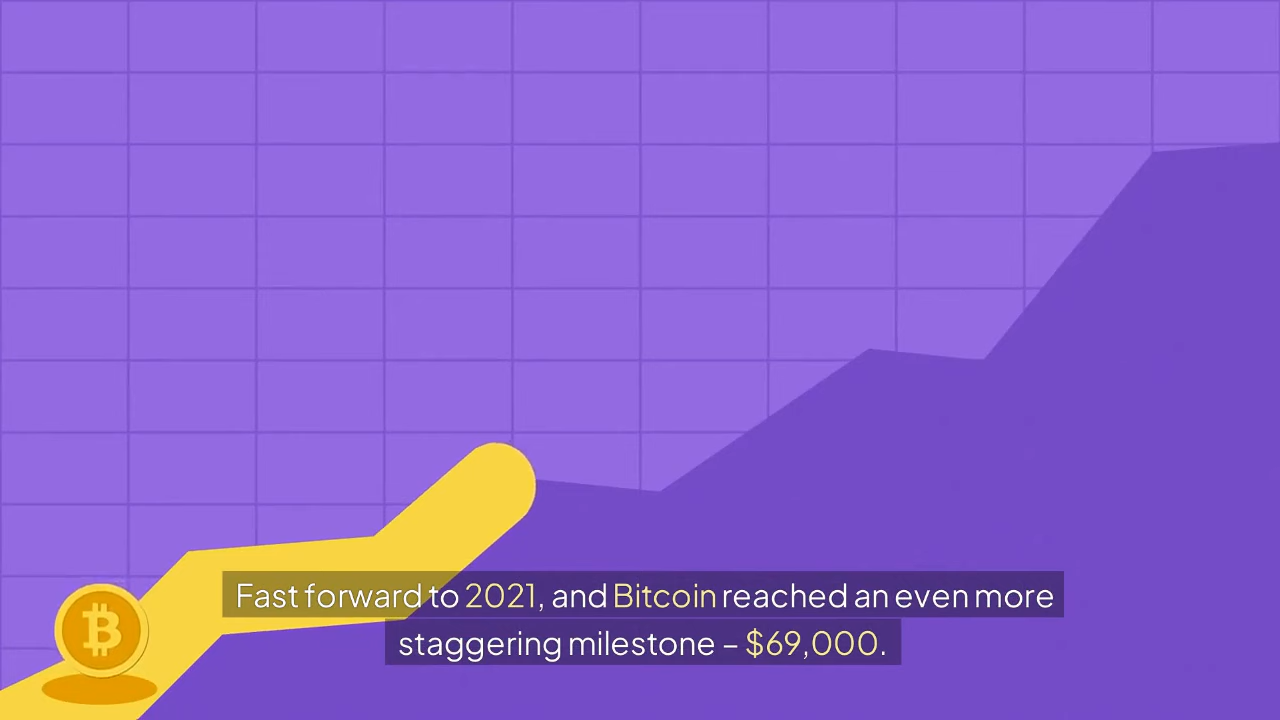 Fast forward to 2021, and Bitcoin reached an even more
staggering milestone – $69,000.